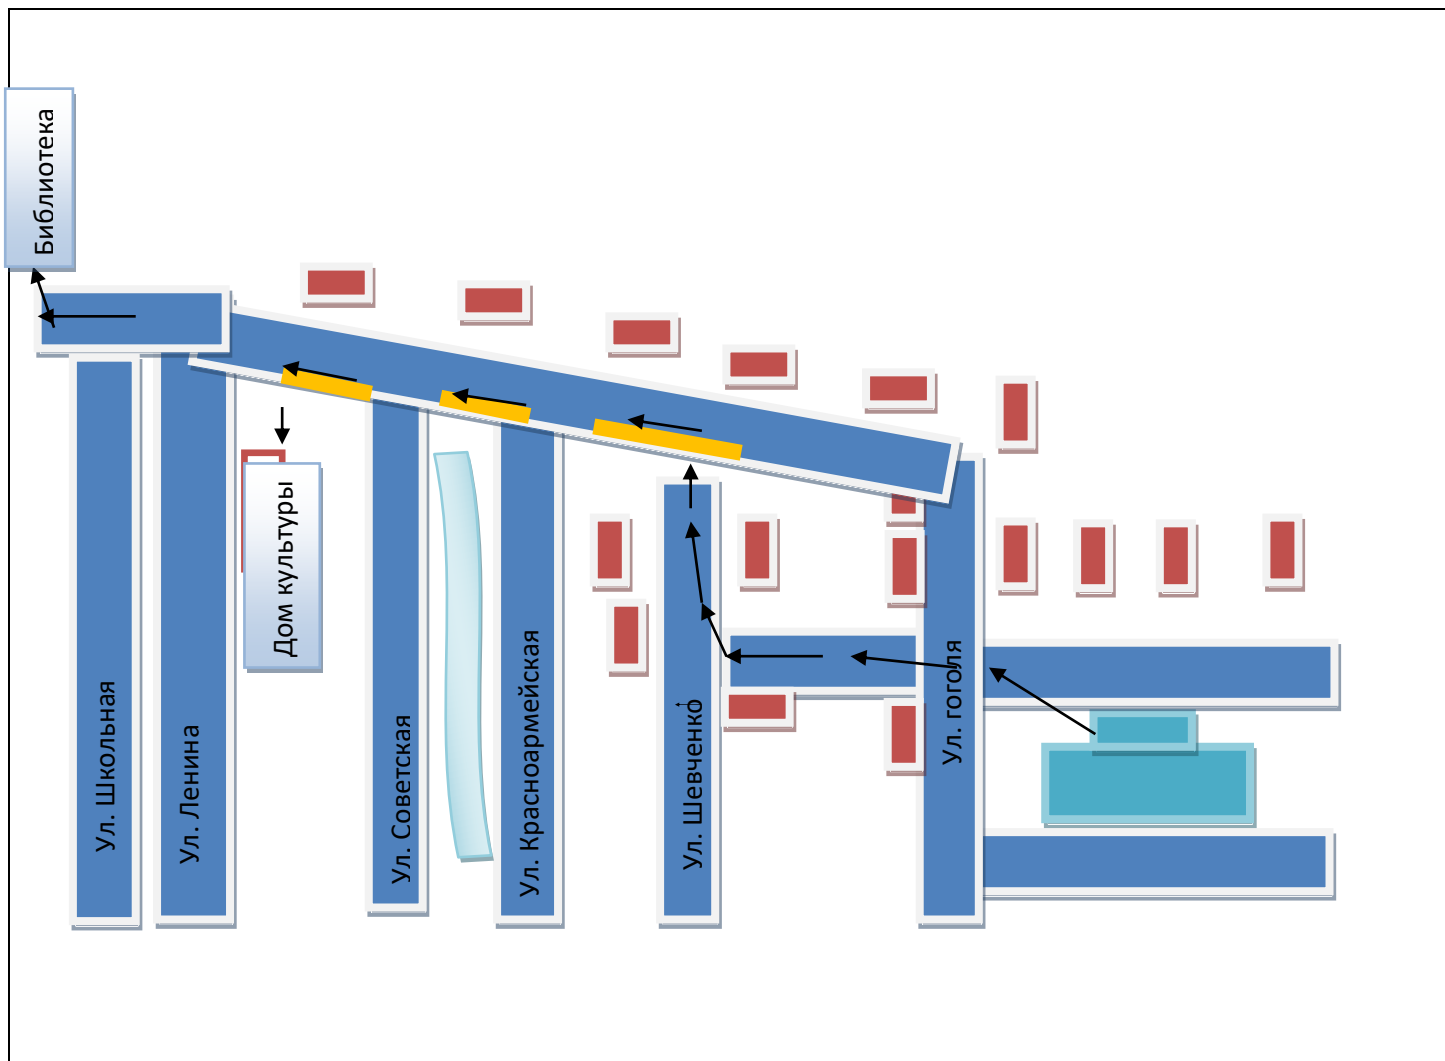 Библиотека
Ул. Школьная
Ул. Ленина
Дом культуры
Ул. Советская
Ул. Красноармейская
Ул. Шевченко
Ул. гоголя